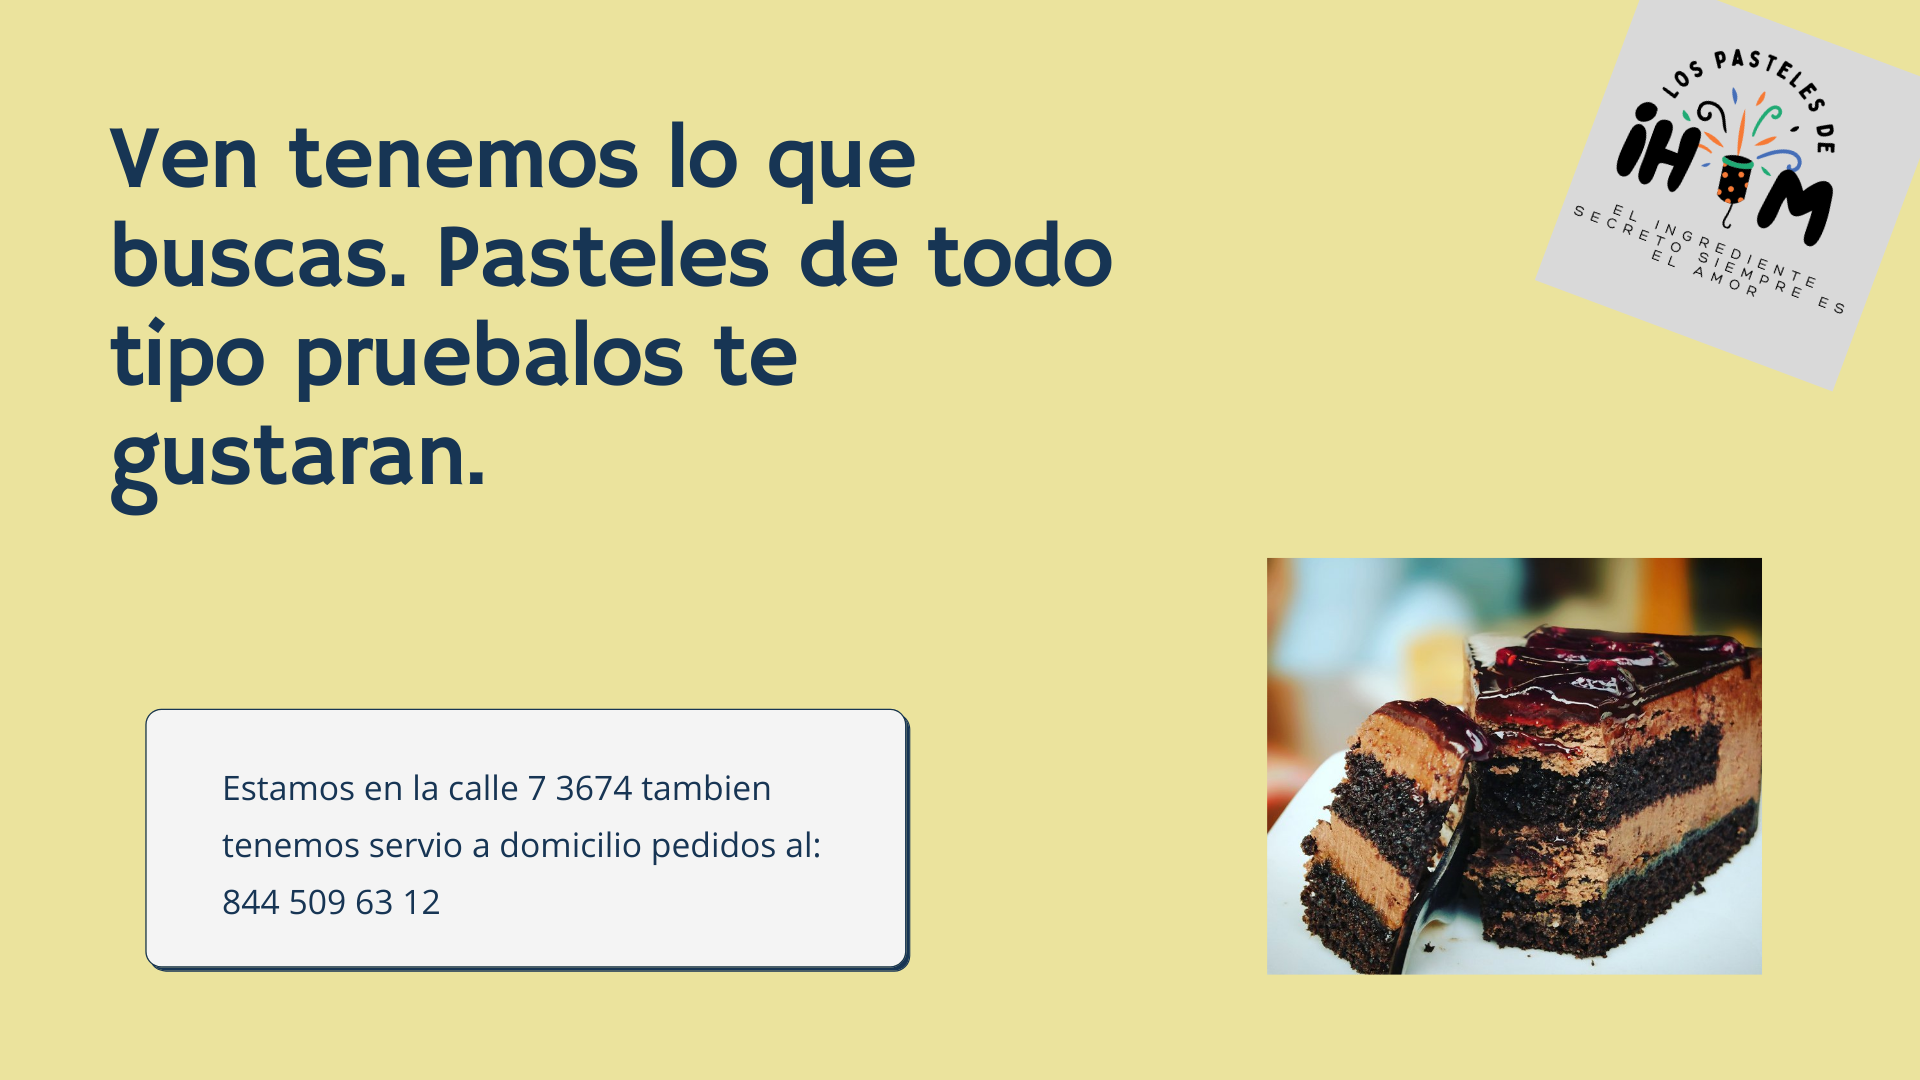 LOS PASTELES DE
iH M
EL INGREDIENTE
SECRETO SIEMPRE ES
EL AMOR
Ven tenemos lo que
buscas. Pasteles de todo
tipo pruebalos te
gustaran.
Estamos en la calle 7 3674 tambien
tenemos servio a domicilio pedidos al:
844 509 63 12